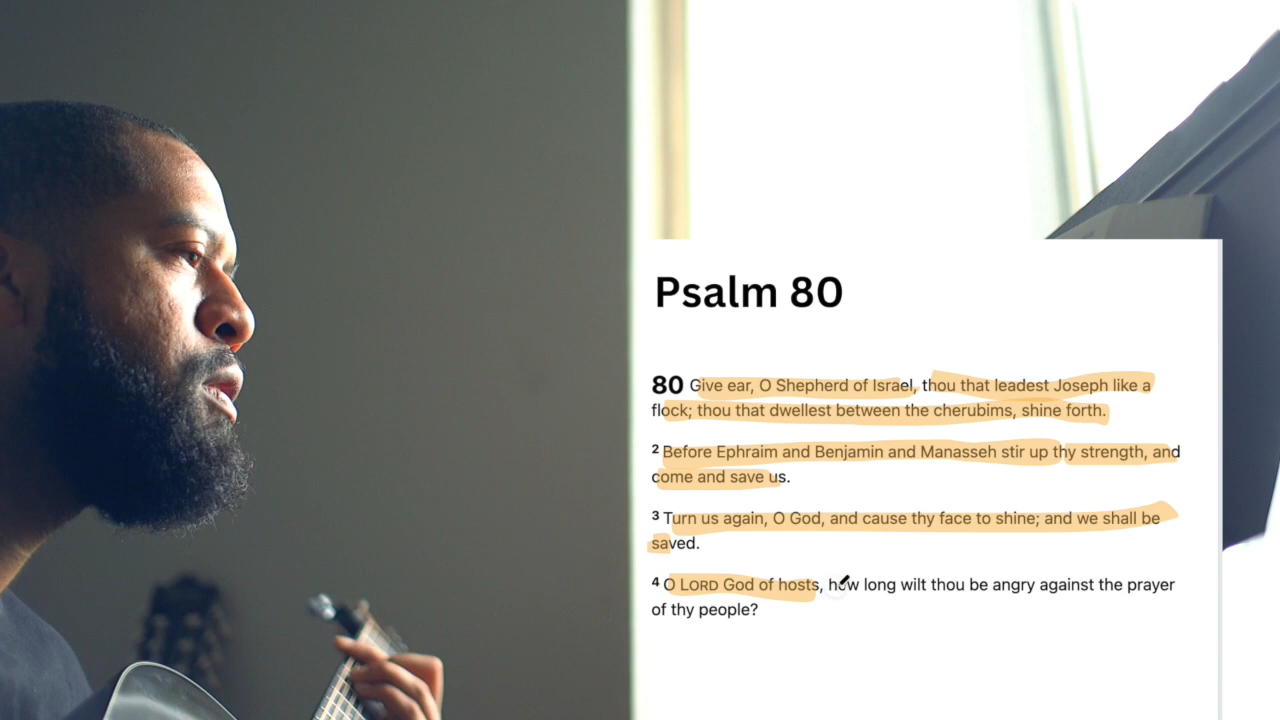 Psalm 80
80 Give ear, O Shepherd of Israel, thou that leadest Joseph like a
flock; thou that dwellest between the cherubims, shine forth.
2 Before Ephraim and Benjamin and Manasseh stir up thy strength, and
come and save us.
3 Turn us again, O God, and cause thy face to shine; and we shall be
saved.
4 O LORD God of hosts, how long wilt thou be angry against the prayer
of thy people?